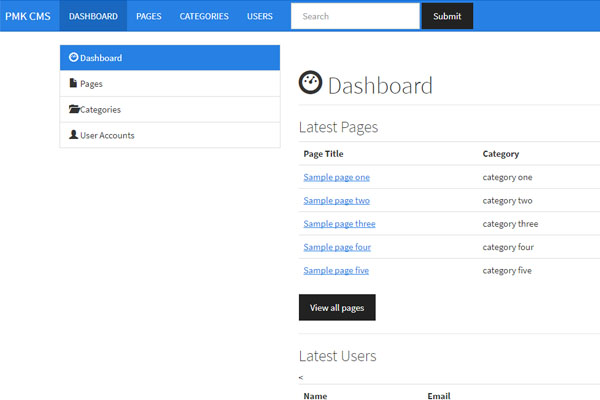 PMK CMS DASHBOARD PAGES CATEGORIES USERS Search Submit
Dashboard
Pages
Categories
User Accounts
Dashboard
Latest Pages
Page Title Category
Sample page one category one
Sample page two category two
Sample page three category three
Sample page four category four
Sample page five category five
View all pages
Latest Users
<
Name Email